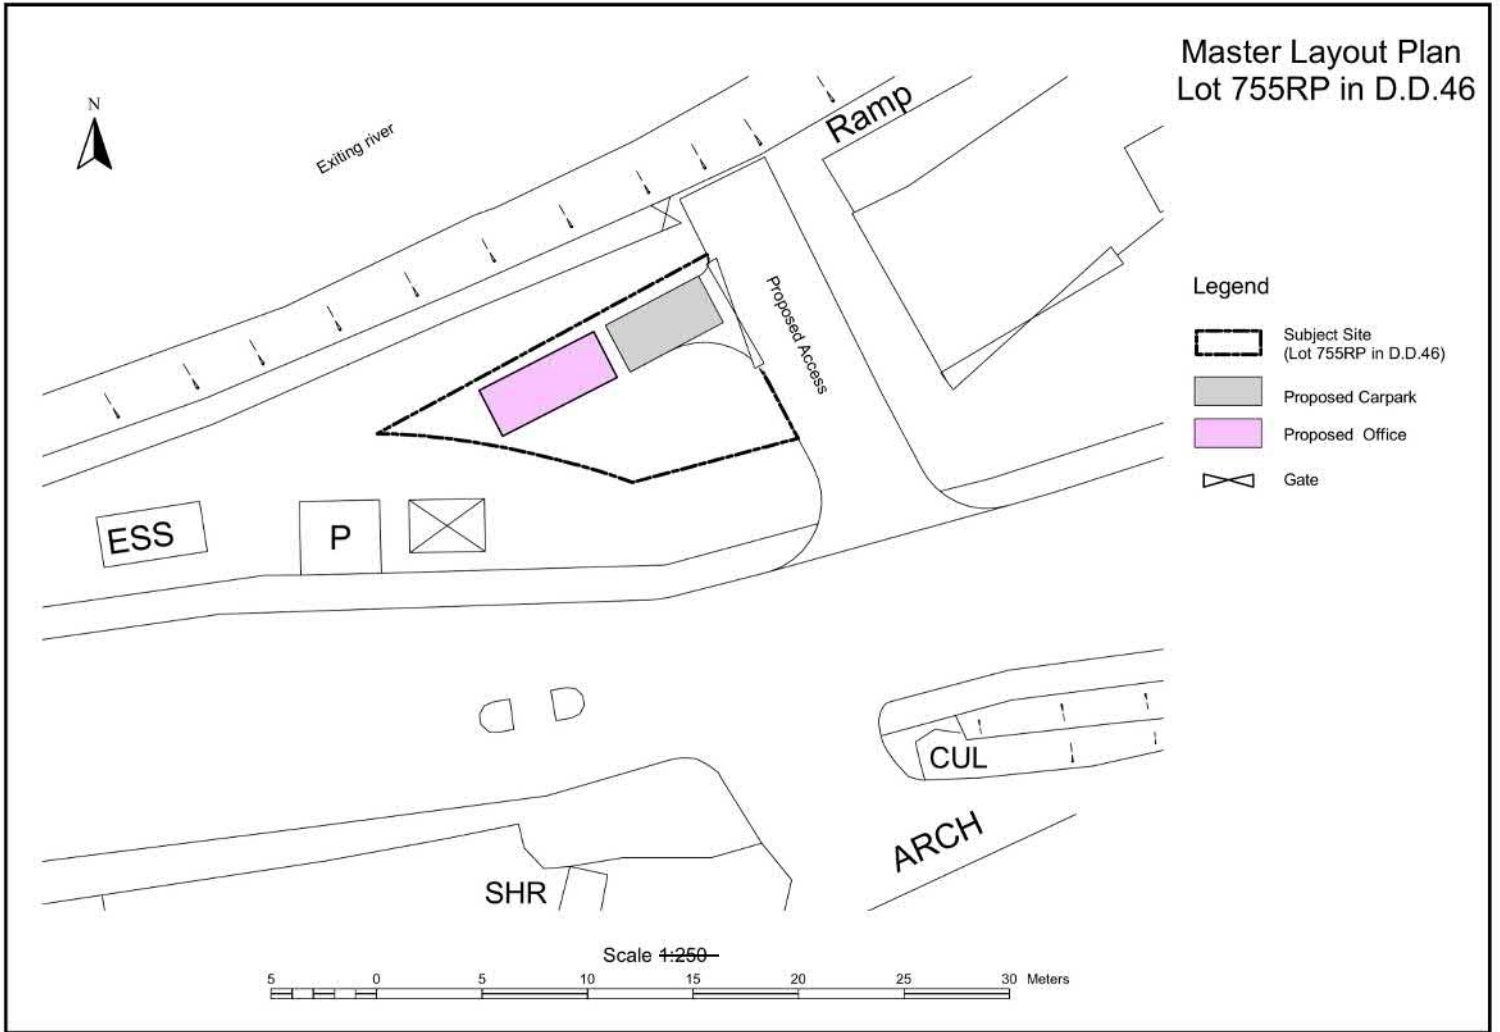 Master Layout Plan
Lot 755RP in D.D.46
N
Exiting river
Ramp
Proposed Access
Legend
Subject Site
(Lot 755RP in D.D.46)
Proposed Carpark
Proposed Office
Gate
ESS
P
CUL
ARCH
SHR
Scale 1:250
5 0 5 10 15 20 25 30 Meters